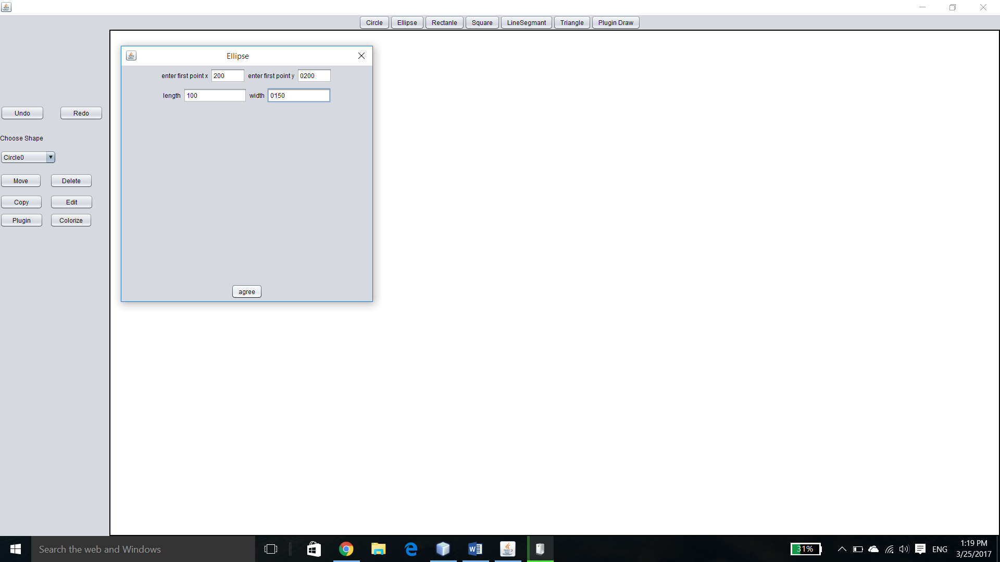 Circle Ellipse Rectanle Square LineSegmant Triangle Plugin Draw
Ellipse
enter first point x 200 enter first point y 0200
length 100 width 0150
agree
Undo Redo
Choose Shape
Circle0
Move Delete
Copy Edit
Plugin Colorize
Search the web and Windows
31%
ENG
1:19 PM
3/25/2017